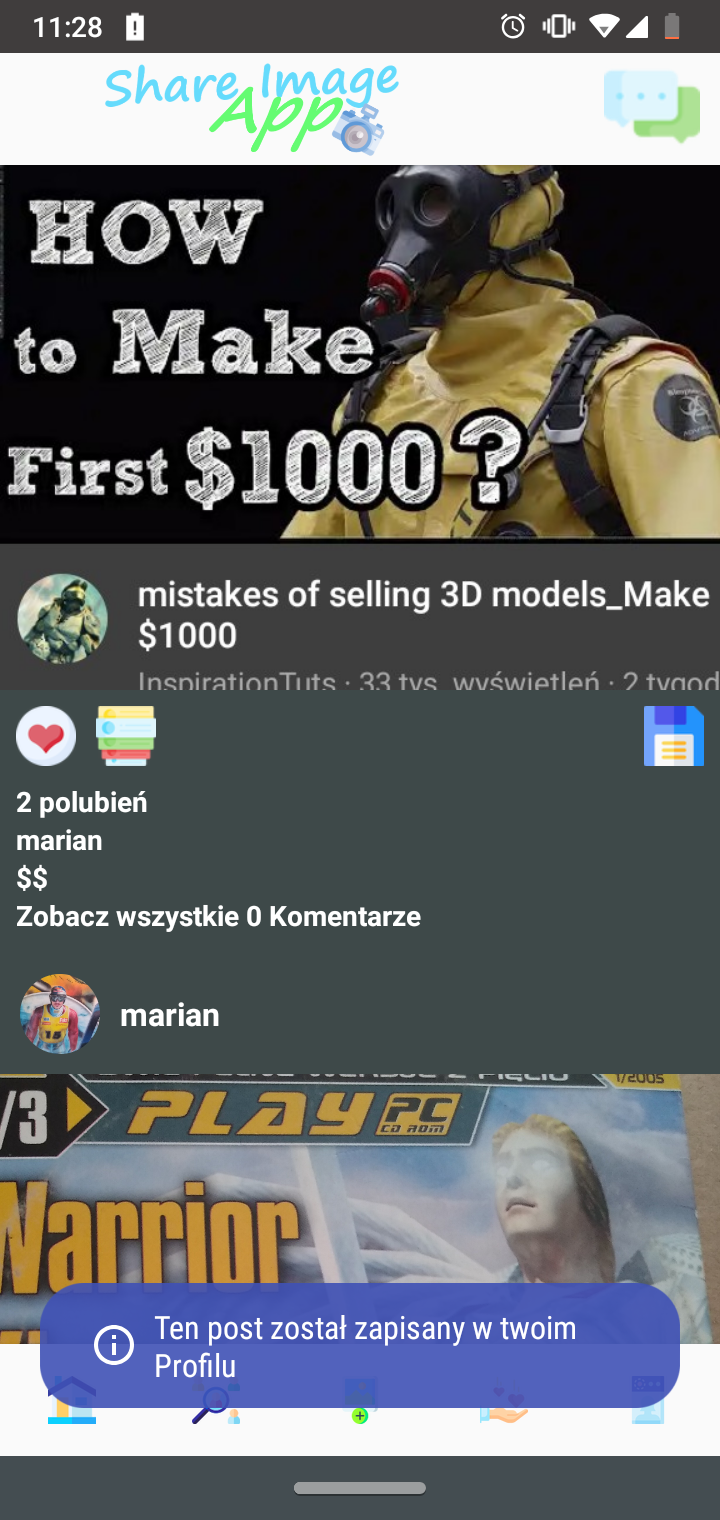 11:28
Share Image
App
HOW
to Make
First $1000?
mistakes of selling 3D models_Make
$1000
InspirationTuts · 33 tys. wyświetleń · 2 tygod
2 polubień
marian
$$
Zobacz wszystkie 0 Komentarze
marian
1/2005
/3
PLAY PC
CD ROM
Warrior
Ten post został zapisany w twoim
Profilu